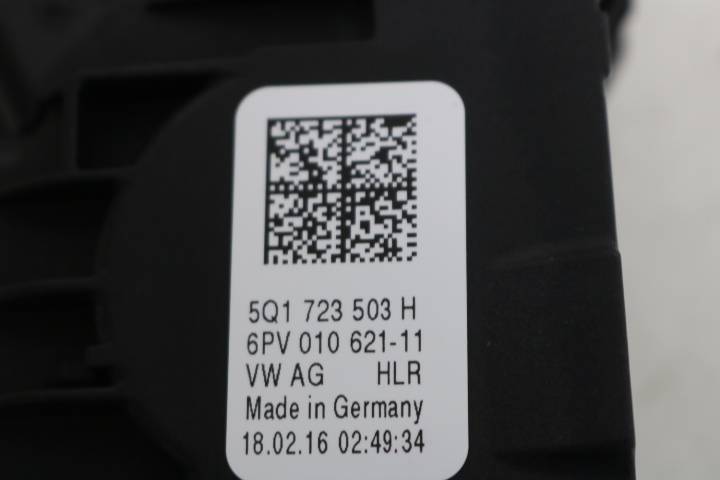 5Q1 723 503 H
6PV 010 621-11
VW AG HLR
Made in Germany
18.02.16 02:49:34